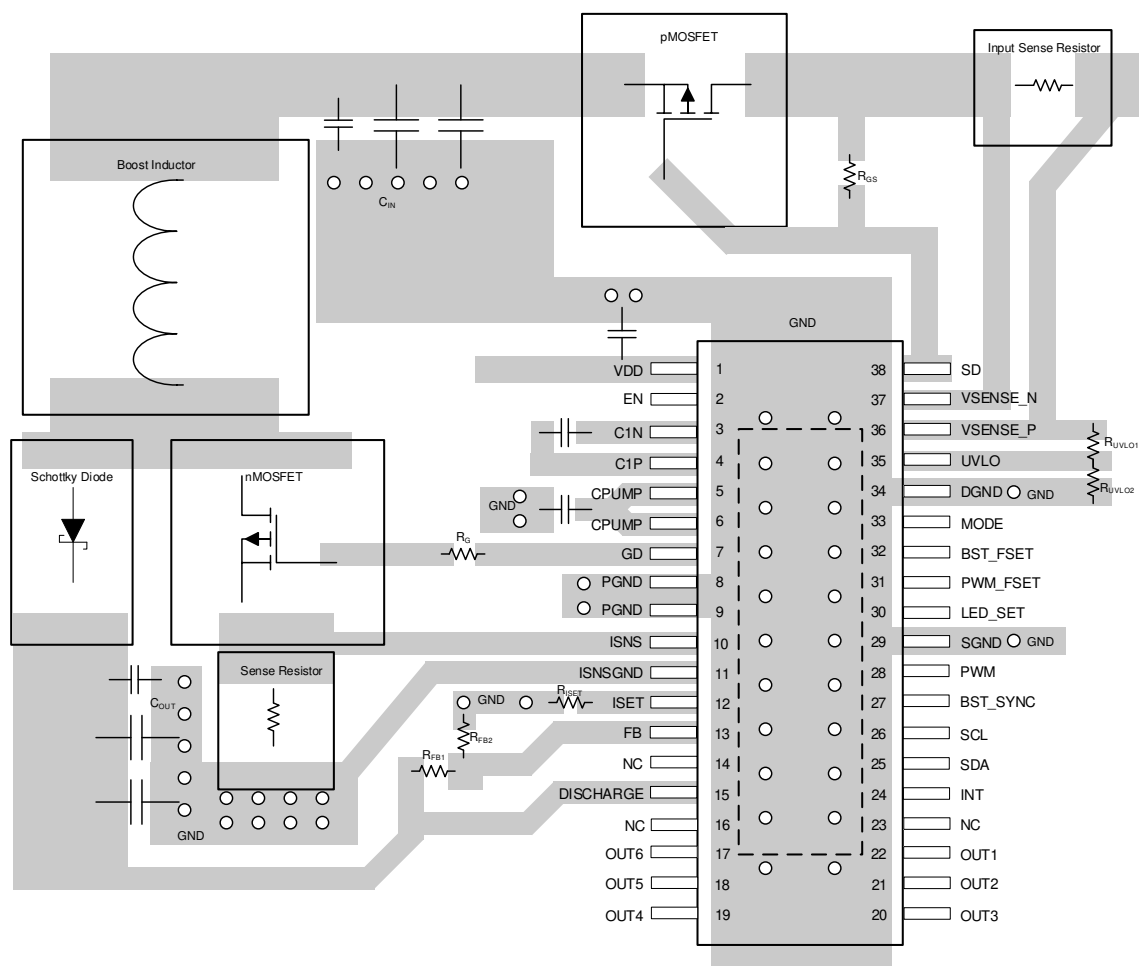 pMOSFET
Input Sense Resistor
Boost Inductor
RGS
CIN
GND
VDD 1 38 SD
EN 2 37 VSENSE_N
C1N 3 36 VSENSE_P
RUVLO1
C1P 4 35 UVLO
Schottky Diode
nMOSFET
CPUMP 5 34 DGND GND
RUVLO2
GND
CPUMP 6 33 MODE
RG
GD 7 32 BST_FSET
PGND 8 31 PWM_FSET
PGND 9 30 LED_SET
ISNS 10 29 SGND GND
Sense Resistor
ISNSGND 11 28 PWM
COUT
GND
RISET
ISET 12 27 BST_SYNC
RFB2
FB 13 26 SCL
RFB1
NC 14 25 SDA
DISCHARGE 15 24 INT
NC 16 23 NC
GND
OUT6 17 22 OUT1
OUT5 18 21 OUT2
OUT4 19 20 OUT3